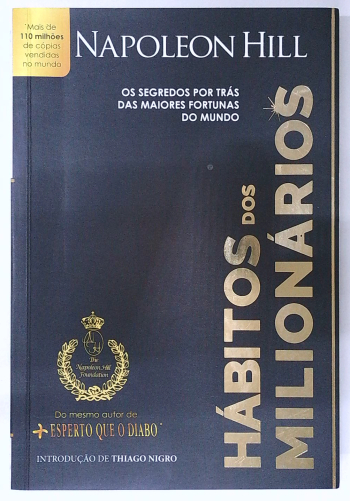 "Mais de
110 milhões
de cópias
vendidas
no mundo
NAPOLEON HILL
OS SEGREDOS POR TRÁS
DAS MAIORES FORTUNAS
DO MUNDO
HÁBITOS DOS
MILIONÁRIOS
The
Napoleon Hill
Foundation
Do mesmo autor de
+ ESPERTO QUE O DIABO
INTRODUÇÃO DE THIAGO NIGRO